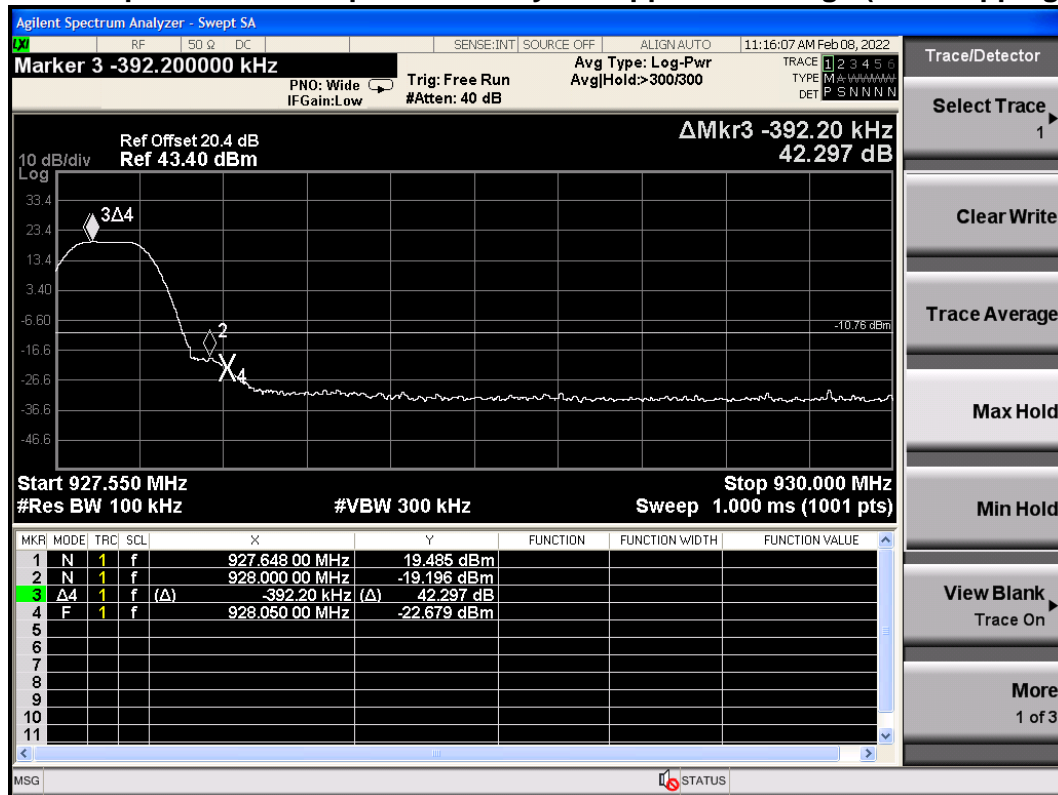 Agilent Spectrum Analyzer - Swept SA
LXI RF 50 Ω DC SENSE:INT SOURCE OFF ALIGN AUTO 11:16:07 AM Feb 08, 2022
Marker 3 -392.200000 kHz
PNO: Wide
IFGain:Low
Trig: Free Run
#Atten: 40 dB
Avg Type: Log-Pwr
Avg|Hold:>300/300
TRACE 1 2 3 4 5 6
TYPE M
DET P S N N N N
Ref Offset 20.4 dB
10 dB/div Ref 43.40 dBm
Log
ΔMkr3 -392.20 kHz
42.297 dB
33.4
23.4
13.4
3.40
-6.60
-16.6
-26.6
-36.6
-46.6
3Δ4
2
4
-10.76 dBm
Start 927.550 MHz Stop 930.000 MHz
#Res BW 100 kHz #VBW 300 kHz Sweep 1.000 ms (1001 pts)
MKR MODE TRC SCL X Y FUNCTION FUNCTION WIDTH FUNCTION VALUE
1 N 1 f 927.648 00 MHz 19.485 dBm
2 N 1 f 928.000 00 MHz -19.196 dBm
3 Δ4 1 f (Δ) -392.20 kHz (Δ) 42.297 dB
4 F 1 f 928.050 00 MHz -22.679 dBm
5
6
7
8
9
10
11
MSG STATUS
Trace/Detector
Select Trace
1
Clear Write
Trace Average
Max Hold
Min Hold
View Blank
Trace On
More
1 of 3